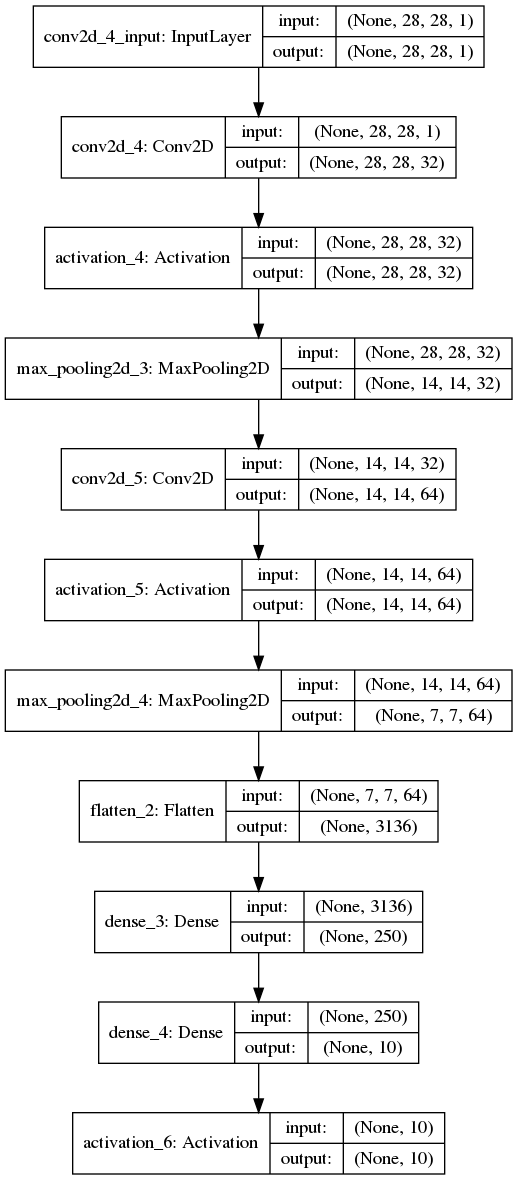 conv2d_4_input: InputLayer input: (None, 28, 28, 1)
output: (None, 28, 28, 1)
conv2d_4: Conv2D input: (None, 28, 28, 1)
output: (None, 28, 28, 32)
activation_4: Activation input: (None, 28, 28, 32)
output: (None, 28, 28, 32)
max_pooling2d_3: MaxPooling2D input: (None, 28, 28, 32)
output: (None, 14, 14, 32)
conv2d_5: Conv2D input: (None, 14, 14, 32)
output: (None, 14, 14, 64)
activation_5: Activation input: (None, 14, 14, 64)
output: (None, 14, 14, 64)
max_pooling2d_4: MaxPooling2D input: (None, 14, 14, 64)
output: (None, 7, 7, 64)
flatten_2: Flatten input: (None, 7, 7, 64)
output: (None, 3136)
dense_3: Dense input: (None, 3136)
output: (None, 250)
dense_4: Dense input: (None, 250)
output: (None, 10)
activation_6: Activation input: (None, 10)
output: (None, 10)